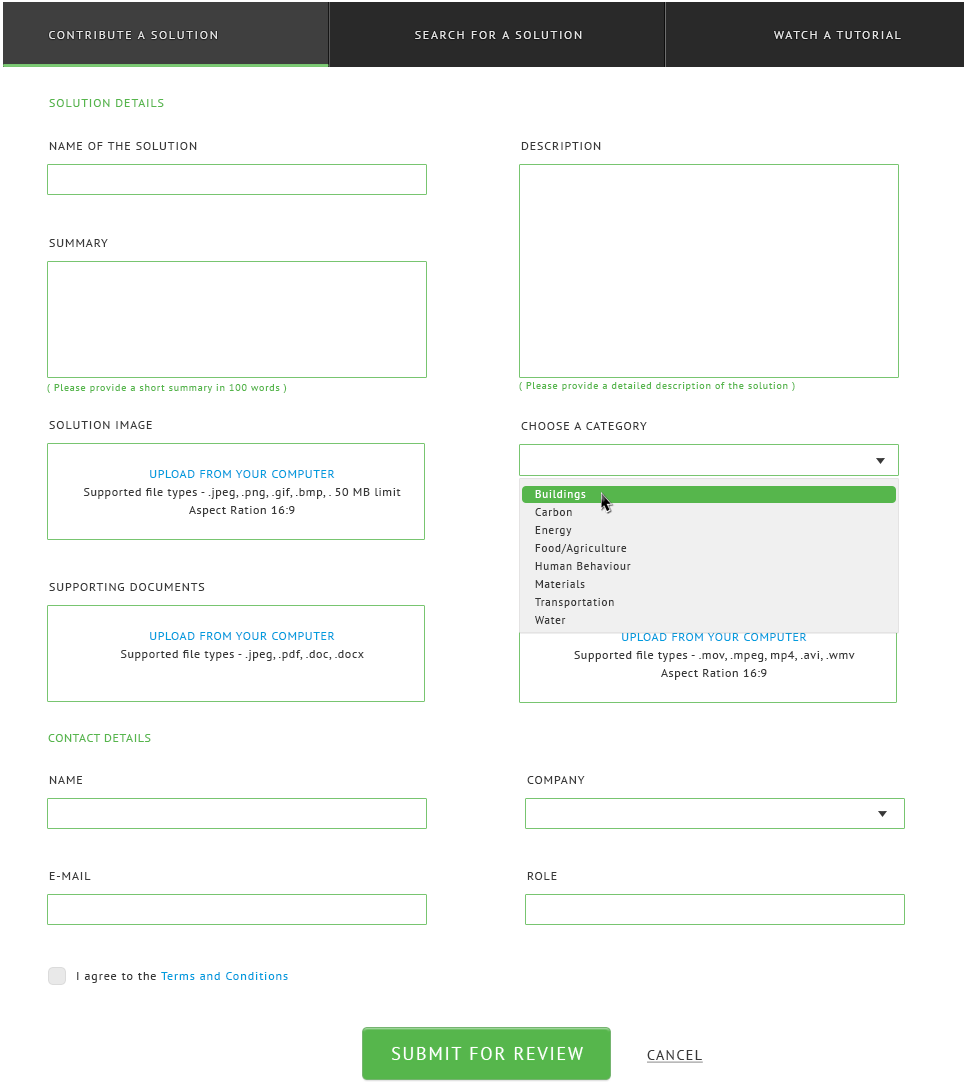 CONTRIBUTE A SOLUTION
SEARCH FOR A SOLUTION
WATCH A TUTORIAL
SOLUTION DETAILS
NAME OF THE SOLUTION
DESCRIPTION
SUMMARY
( Please provide a short summary in 100 words )
( Please provide a detailed description of the solution )
SOLUTION IMAGE
UPLOAD FROM YOUR COMPUTER
Supported file types - .jpeg, .png, .gif, .bmp, . 50 MB limit
Aspect Ration 16:9
CHOOSE A CATEGORY
Buildings
Carbon
Energy
Food/Agriculture
Human Behaviour
Materials
Transportation
Water
SUPPORTING DOCUMENTS
UPLOAD FROM YOUR COMPUTER
Supported file types - .jpeg, .pdf, .doc, .docx
UPLOAD FROM YOUR COMPUTER
Supported file types - .mov, .mpeg, mp4, .avi, .wmv
Aspect Ration 16:9
CONTACT DETAILS
NAME
COMPANY
E-MAIL
ROLE
I agree to the Terms and Conditions
SUBMIT FOR REVIEW
CANCEL